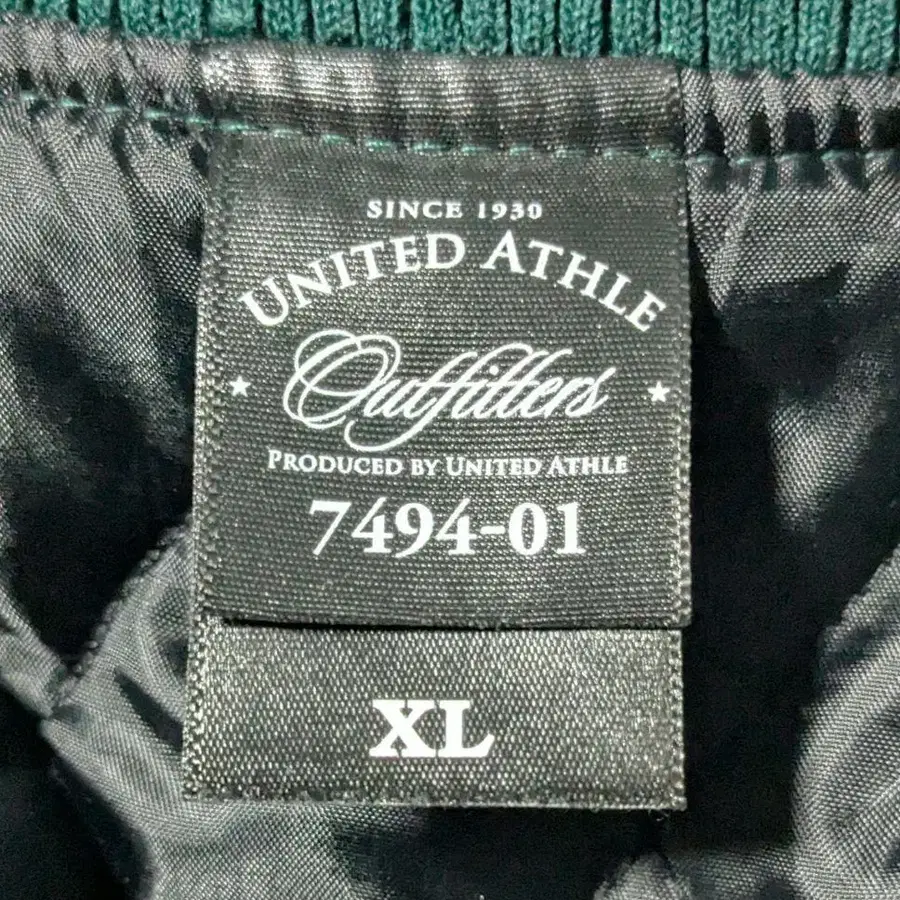 SINCE 1930
UNITED ATHLE
Outfitters
PRODUCED BY UNITED ATHLE
7494-01
XL